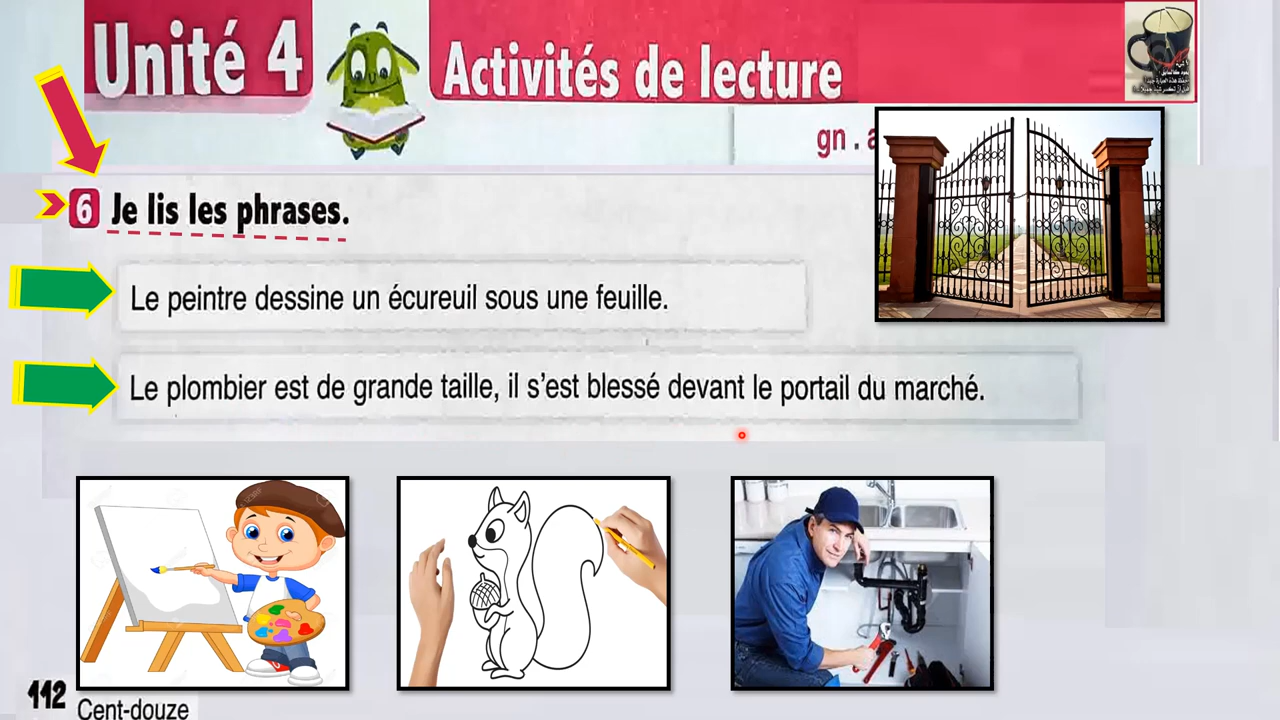 Unité 4
Activités de lecture
gn . a
6 Je lis les phrases.
Le peintre dessine un écureuil sous une feuille.
Le plombier est de grande taille, il s'est blessé devant le portail du marché.
112
Cent-douze